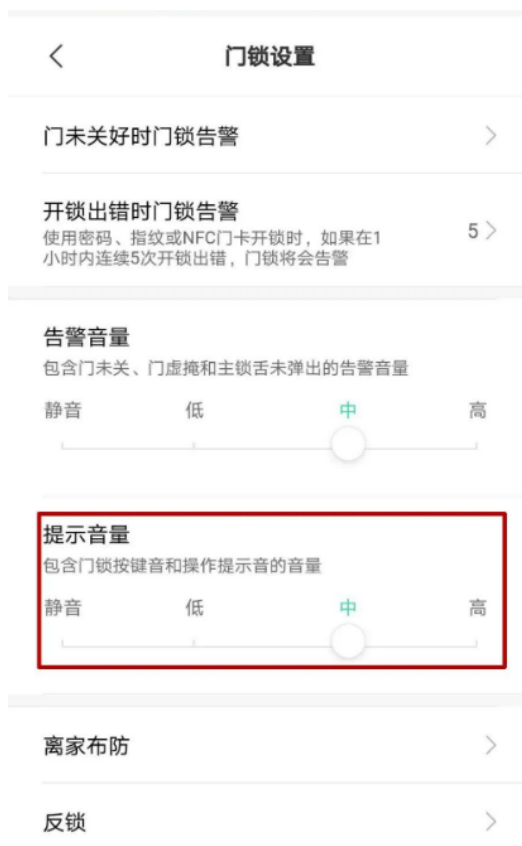 门锁设置
门未关好时门锁告警
开锁出错时门锁告警
使用密码、指纹或NFC门卡开锁时，如果在1
小时内连续5次开锁出错，门锁将会告警
5
告警音量
包含门未关、门虚掩和主锁舌未弹出的告警音量
静音 低 中 高
提示音量
包含门锁按键音和操作提示音的音量
静音 低 中 高
离家布防
反锁